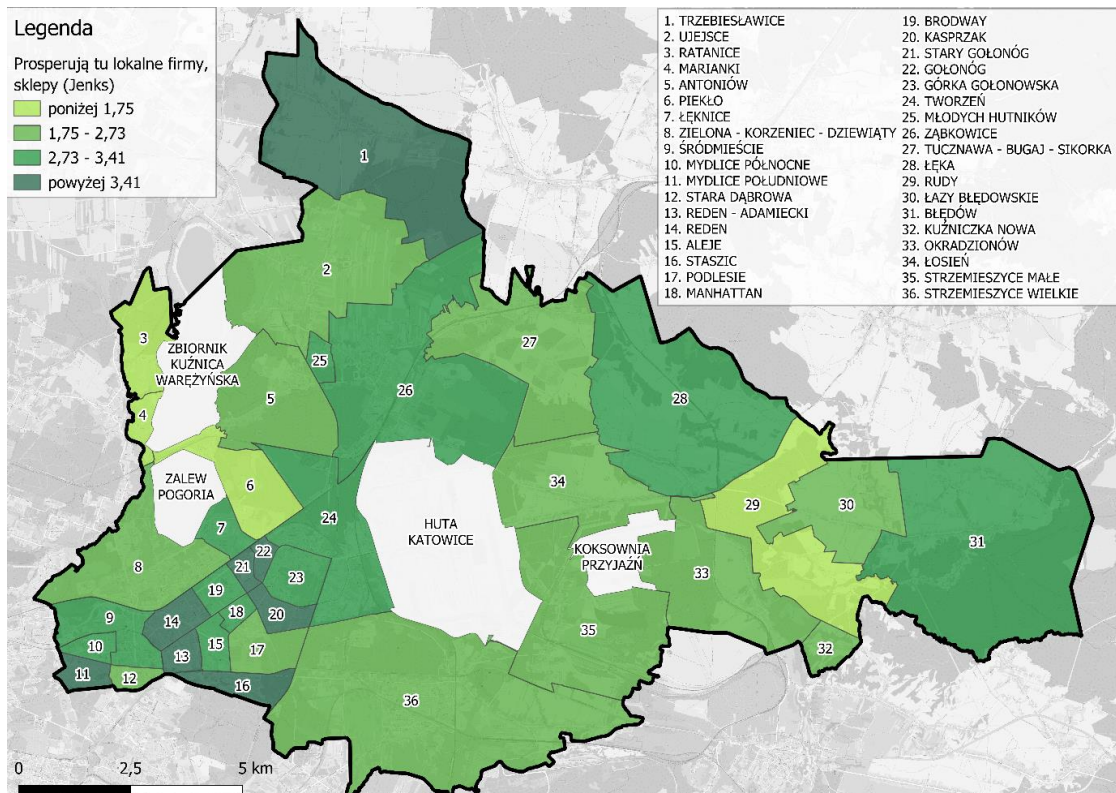 Legenda
Prosperują tu lokalne firmy,
sklepy (Jenks)
poniżej 1,75
1,75 - 2,73
2,73 - 3,41
powyżej 3,41
1. TRZEBIESŁAWICE
2. UJEJSCE
3. RATANICE
4. MARIANKI
5. ANTONIÓW
6. PIEKŁO
7. ŁĘKNICE
8. ZIELONA - KORZENIEC - DZIEWIĄTY
9. ŚRÓDMIEŚCIE
10. MYDLICE PÓŁNOCNE
11. MYDLICE POŁUDNIOWE
12. STARA DĄBROWA
13. REDEN - ADAMIECKI
14. REDEN
15. ALEJE
16. STASZIC
17. PODLESIE
18. MANHATTAN
19. BRODWAY
20. KASPRZAK
21. STARY GOŁONÓG
22. GOŁONÓG
23. GÓRKA GOŁONOWSKA
24. TWORZEŃ
25. MŁODYCH HUTNIKÓW
26. ZĄBKOWICE
27. TUCZNAWA - BUGAJ - SIKORKA
28. ŁĘKA
29. RUDY
30. ŁAZY BŁĘDOWSKIE
31. BŁĘDÓW
32. KUŹNICZKA NOWA
33. OKRADZIONÓW
34. ŁOSIEŃ
35. STRZEMIESZYCE MAŁE
36. STRZEMIESZYCE WIELKIE
1
2
3
ZBIORNIK
KUŹNICA
WARĘŻYŃSKA
25
27
26
28
5
4
ZALEW
POGORIA
6
34
29
30
7
24
HUTA
KATOWICE
KOKSOWNIA
PRZYJAŹŃ
31
8
22
21
23
33
19
20
18
9
14
10
15
17
13
35
32
11
12
16
36
0
2,5
5 km